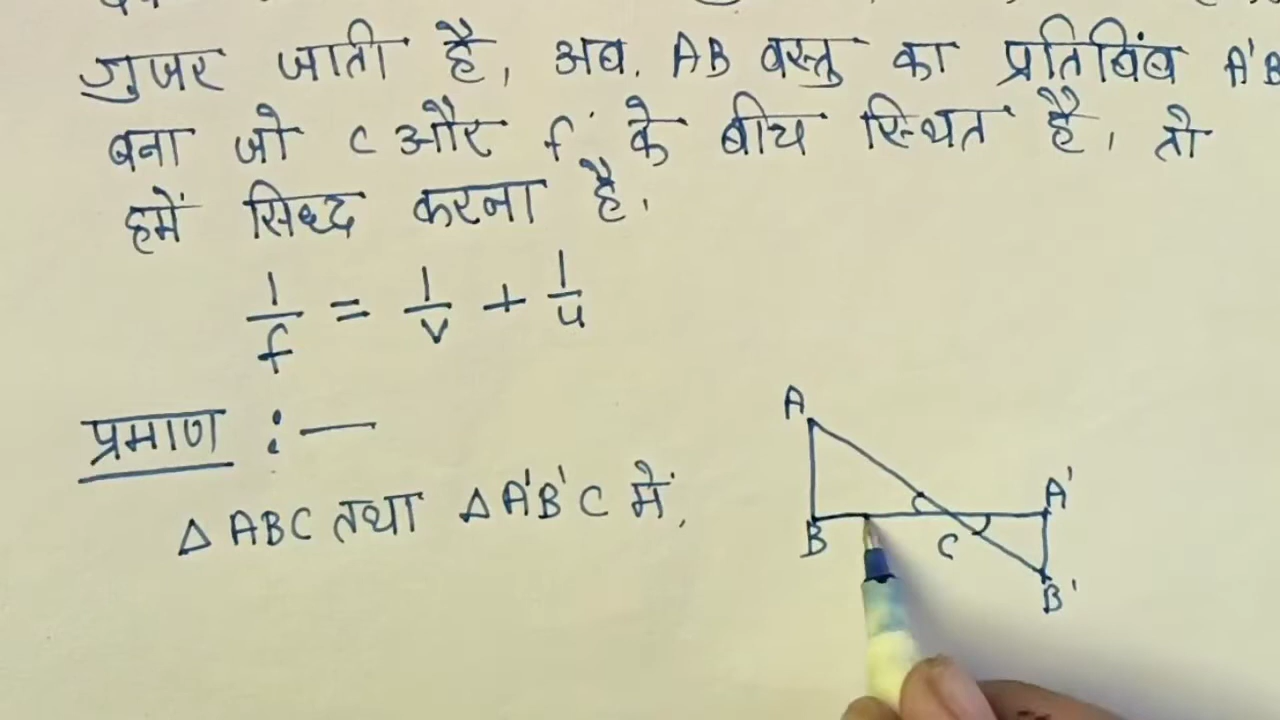 गुजर जाती है, अब, AB वस्तु का प्रतिबिंब A'B
बना जो C और f के बीच स्थित है, तो
हमें सिध्द करना है,
1/f = 1/v + 1/u
प्रमाण :—
△ ABC तथा △ A'B'C में,
A
B
C
A'
B'